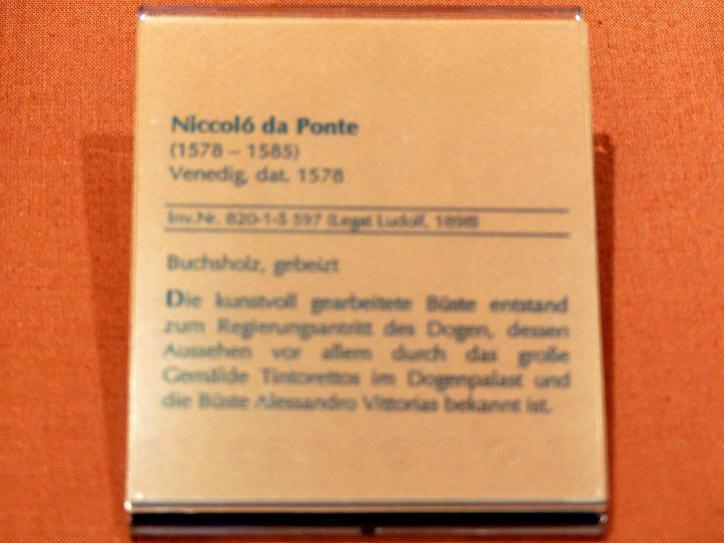 Niccoló da Ponte
(1578 – 1585)
Venedig, dat. 1578
Inv.Nr. 820-1-S 597 (Legat Ludolf, 1898)
Buchsholz, gebeizt
Die kunstvoll gearbeitete Büste entstand
zum Regierungsantritt des Dogen, dessen
Aussehen vor allem durch das große
Gemälde Tintorettos im Dogenpalast und
die Büste Alessandro Vittorias bekannt ist.